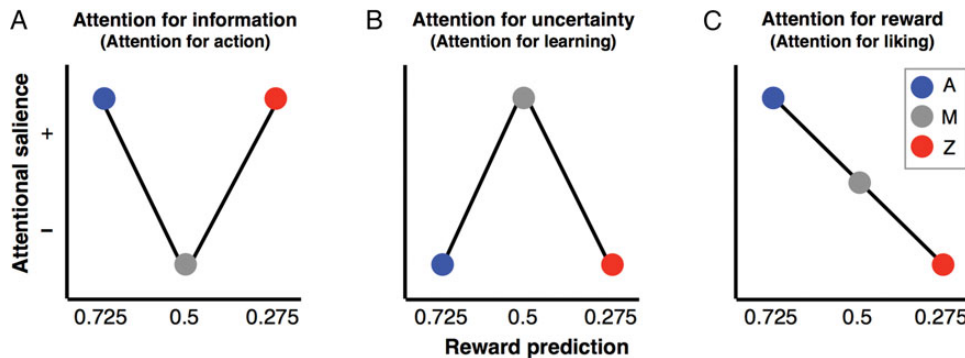 A
Attention for information
(Attention for action)
B
Attention for uncertainty
(Attention for learning)
C
Attention for reward
(Attention for liking)
Attentional salience
+
–
A
M
Z
0.725 0.5 0.275
0.725 0.5 0.275
0.725 0.5 0.275
Reward prediction